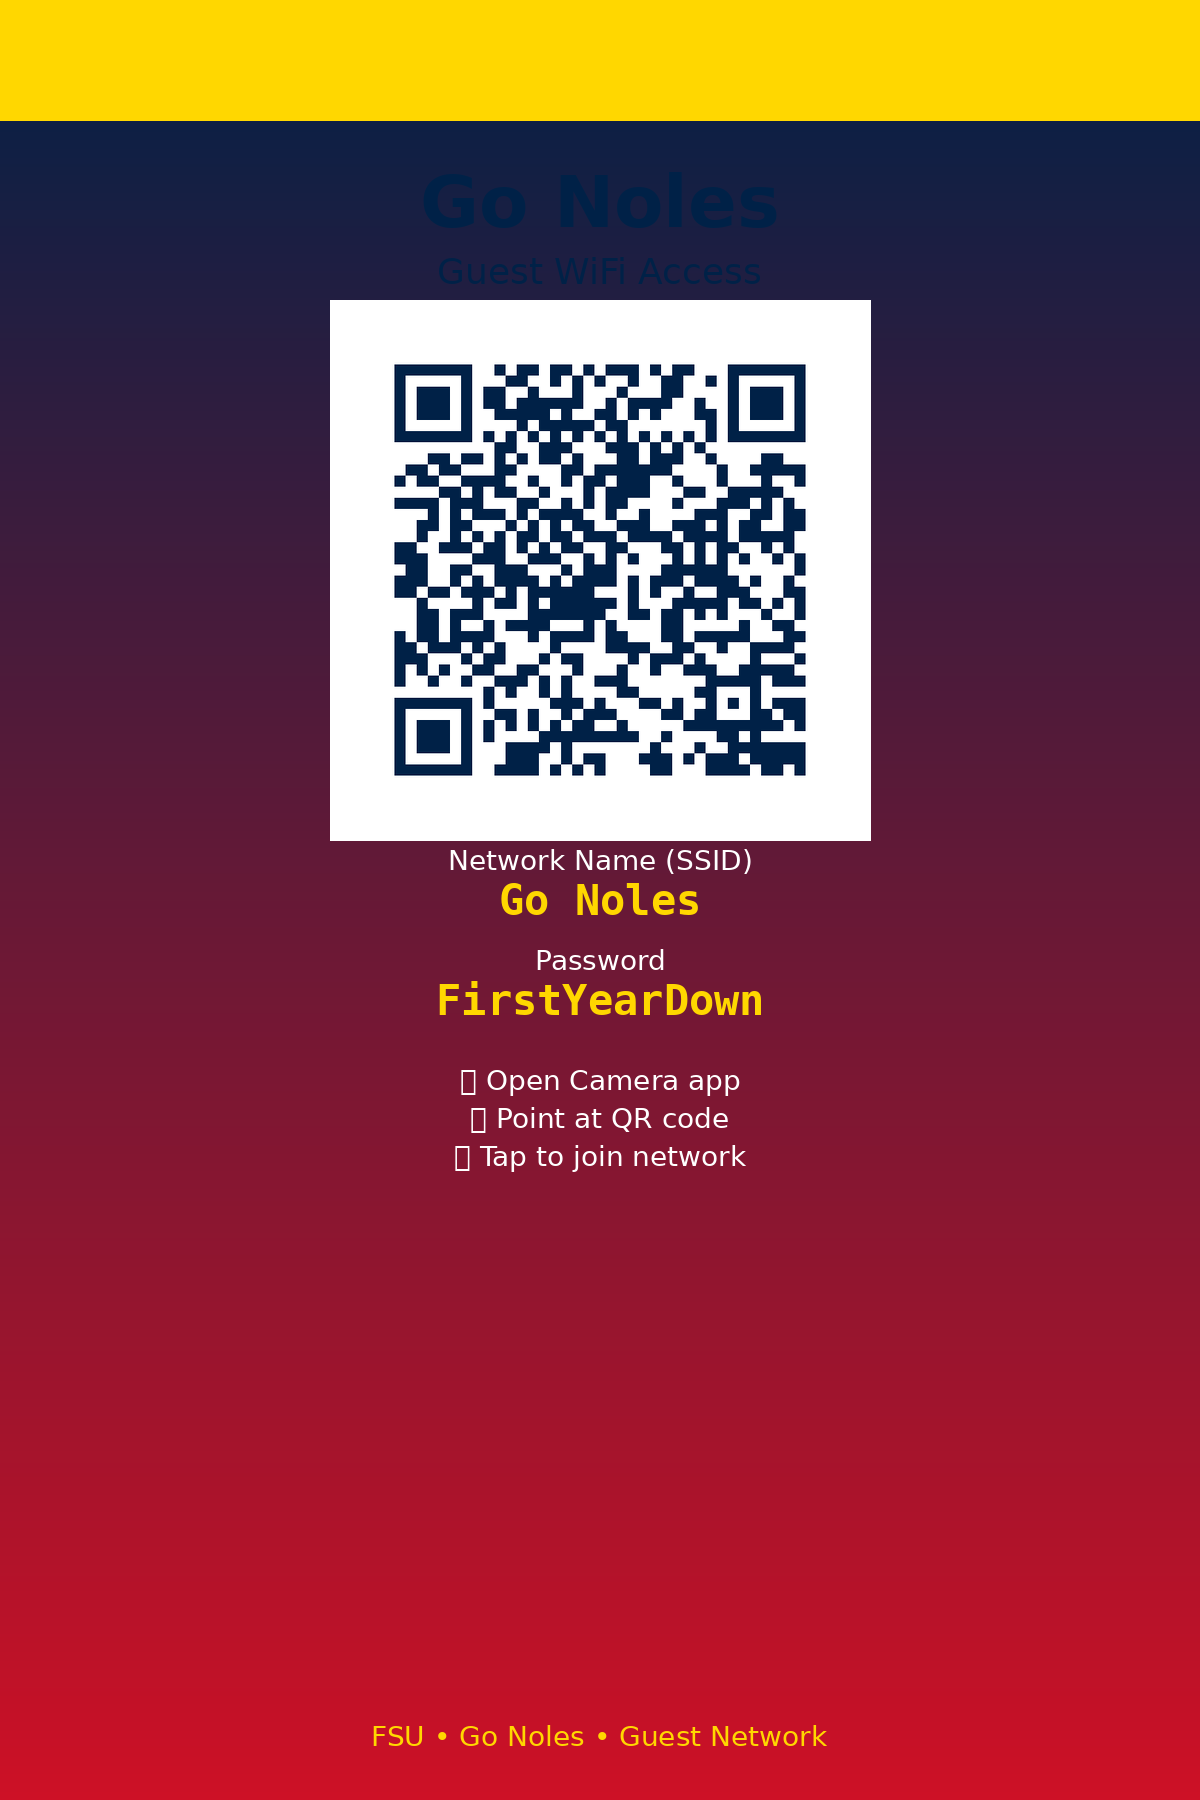 Go Noles
Guest WiFi Access
Network Name (SSID)
Go Noles
Password
FirstYearDown
Open Camera app
Point at QR code
Tap to join network
FSU • Go Noles • Guest Network